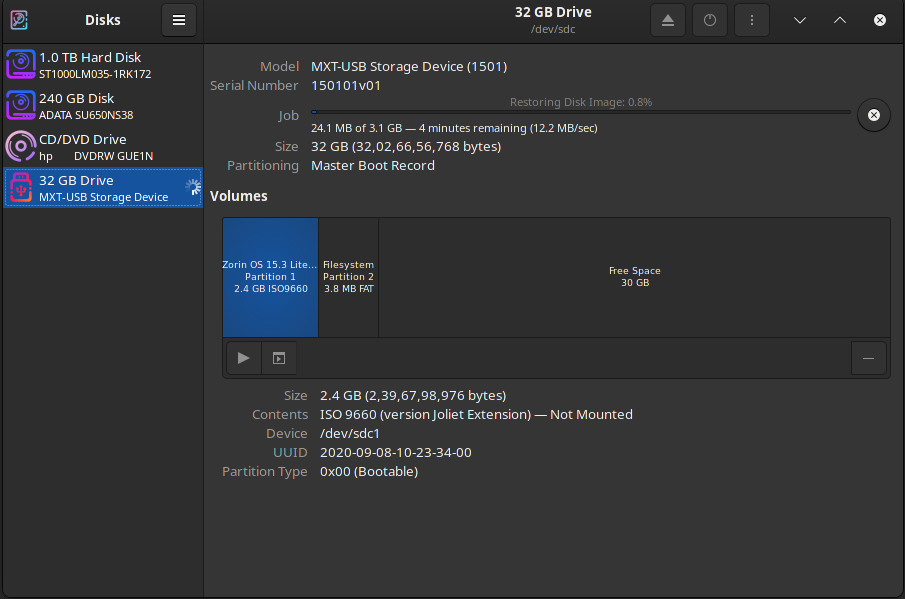 Disks
32 GB Drive
/dev/sdc
1.0 TB Hard Disk
ST1000LM035-1RK172
240 GB Disk
ADATA SU650NS38
CD/DVD Drive
hp DVDRW GUE1N
32 GB Drive
MXT-USB Storage Device
Model MXT-USB Storage Device (1501)
Serial Number 150101v01
Restoring Disk Image: 0.8%
Job
24.1 MB of 3.1 GB — 4 minutes remaining (12.2 MB/sec)
Size 32 GB (32,02,66,56,768 bytes)
Partitioning Master Boot Record
Volumes
Zorin OS 15.3 Lite...
Partition 1
2.4 GB ISO9660
Filesystem
Partition 2
3.8 MB FAT
Free Space
30 GB
Size 2.4 GB (2,39,67,98,976 bytes)
Contents ISO 9660 (version Joliet Extension) — Not Mounted
Device /dev/sdc1
UUID 2020-09-08-10-23-34-00
Partition Type 0x00 (Bootable)